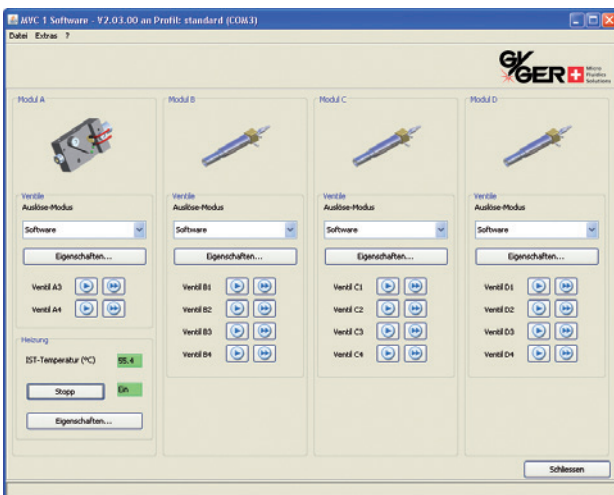 MVC 1 Software - V2.03.00 an Profil: standard (COM3)
Datei Extras ?
GYGER Micro Fluidics Solutions
Modul A
Modul B
Modul C
Modul D
Ventile
Auslöse-Modus
Software
Eigenschaften...
Ventil A3
Ventil A4
Heizung
IST-Temperatur (°C) 55.4
Stopp Ein
Eigenschaften...
Ventile
Auslöse-Modus
Software
Eigenschaften...
Ventil B1
Ventil B2
Ventil B3
Ventil B4
Ventile
Auslöse-Modus
Software
Eigenschaften...
Ventil C1
Ventil C2
Ventil C3
Ventil C4
Ventile
Auslöse-Modus
Software
Eigenschaften...
Ventil D1
Ventil D2
Ventil D3
Ventil D4
Schliessen